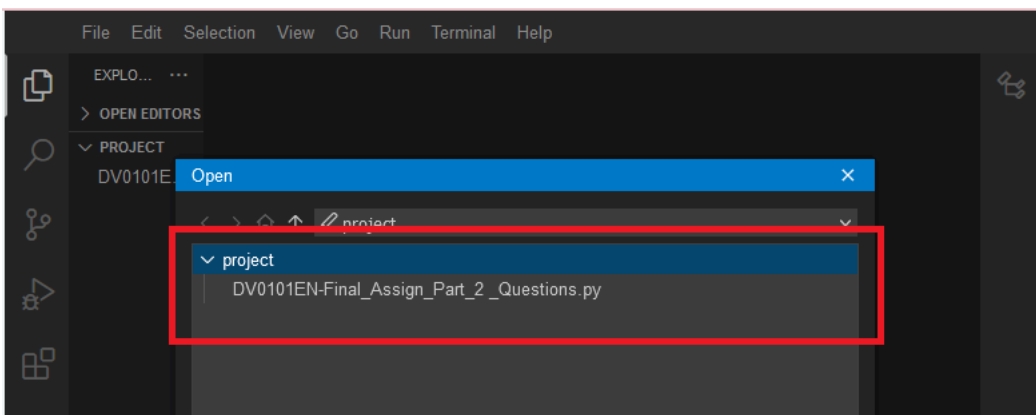 File Edit Selection View Go Run Terminal Help
EXPLO... ···
OPEN EDITORS
PROJECT
DV0101E
Open
project
project
DV0101EN-Final_Assign_Part_2 _Questions.py